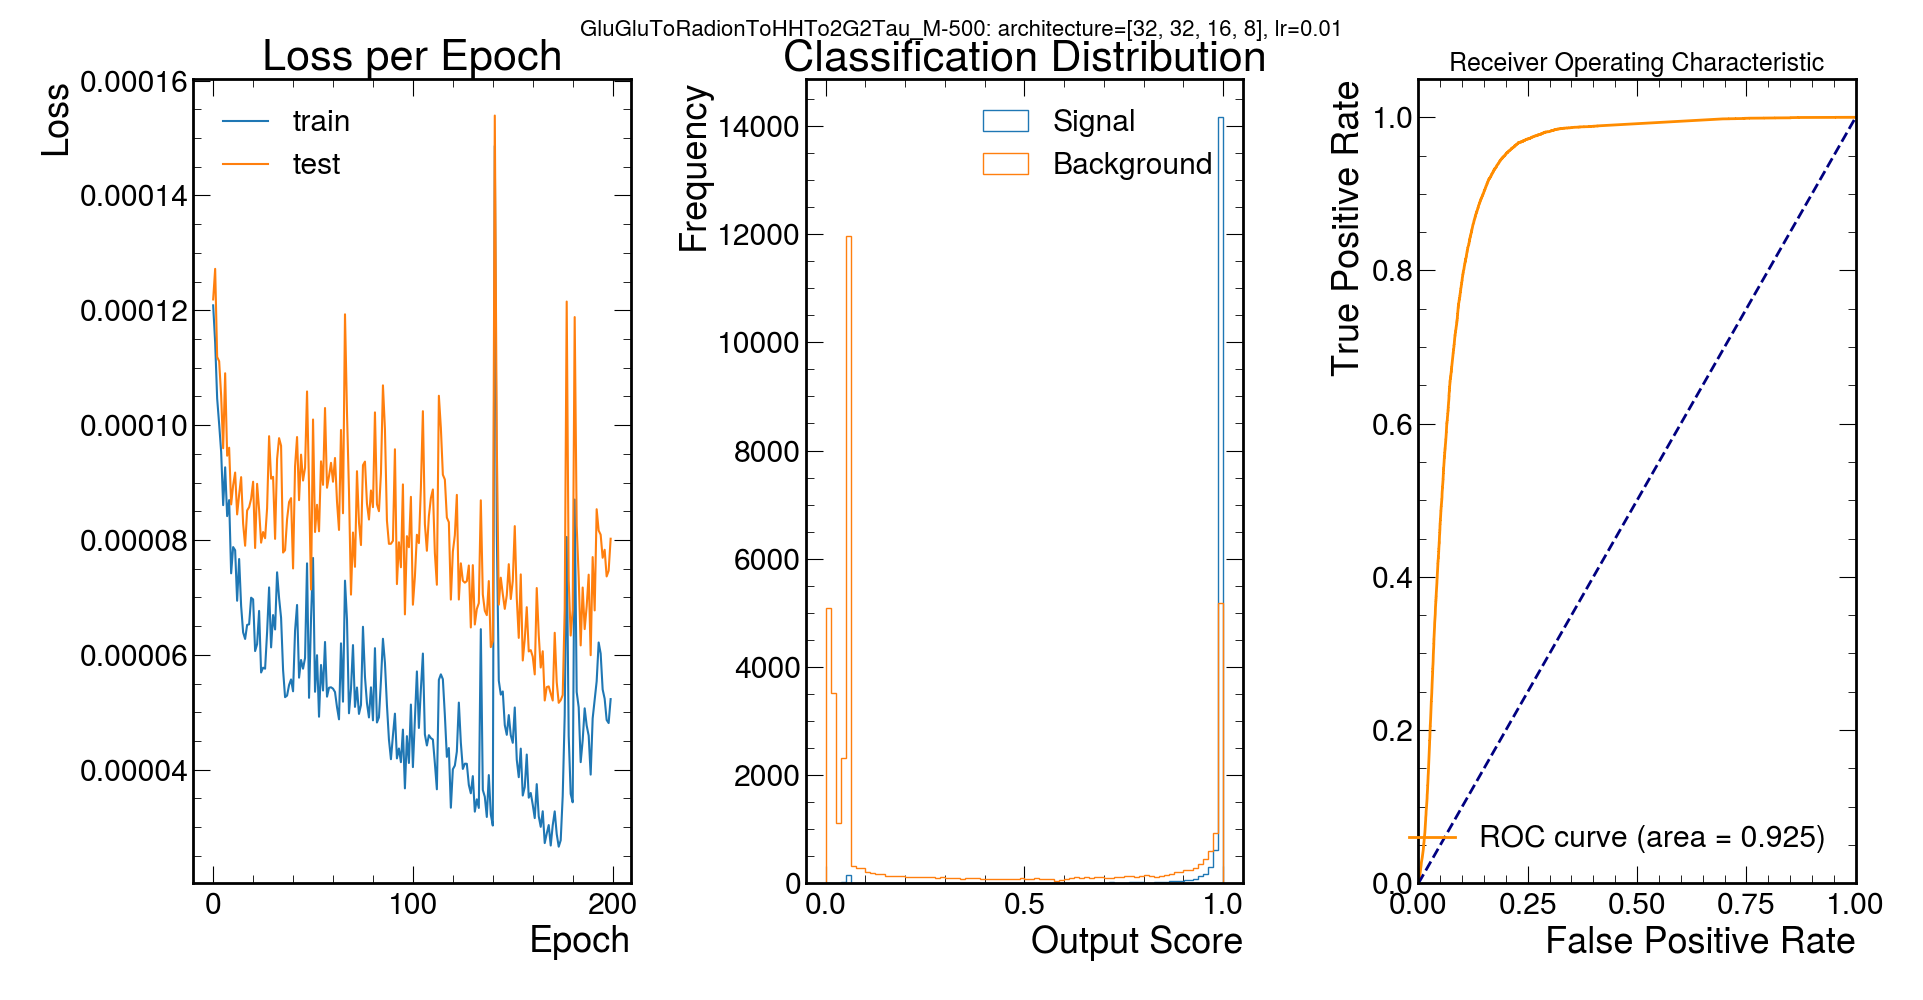 GluGluToRadionToHHTo2G2Tau_M-500: architecture=[32, 32, 16, 8], lr=0.01
Loss per Epoch
Loss
0.00016
0.00014
0.00012
0.00010
0.00008
0.00006
0.00004
train
test
0 100 200
Epoch
Classification Distribution
Frequency
14000
12000
10000
8000
6000
4000
2000
0
Signal
Background
0.0 0.5 1.0
Output Score
Receiver Operating Characteristic
True Positive Rate
1.0
0.8
0.6
0.4
0.2
0.0
ROC curve (area = 0.925)
0.00 0.25 0.50 0.75 1.00
False Positive Rate